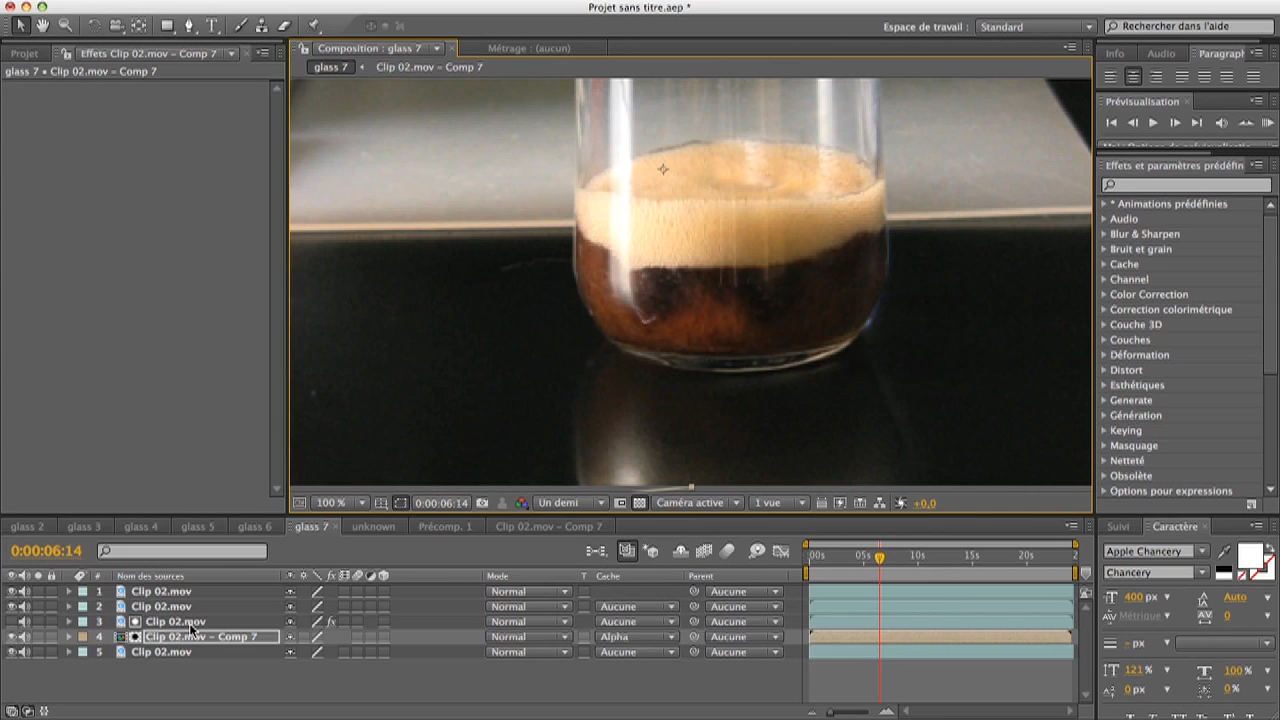 Projet sans titre.aep *
Espace de travail : Standard Rechercher dans l'aide
Projet Effets Clip 02.mov – Comp 7
glass 7 • Clip 02.mov – Comp 7
Composition : glass 7 Métrage : (aucun)
glass 7 Clip 02.mov – Comp 7
Info Audio Paragraph
Prévisualisation
Effets et paramètres prédéfin
* Animations prédéfinies
Audio
Blur & Sharpen
Bruit et grain
Cache
Channel
Color Correction
Correction colorimétrique
Couche 3D
Couches
Déformation
Distort
Esthétiques
Generate
Génération
Keying
Masquage
Netteté
Obsolète
Options pour expressions
100 % 0:00:06:14 Un demi Caméra active 1 vue +0,0
glass 2 glass 3 glass 4 glass 5 glass 6 glass 7 unknown Précomp. 1 Clip 02.mov – Comp 7
0:00:06:14
:00s 05s 10s 15s 20s 2
# Nom des sources fx Mode T Cache Parent
1 Clip 02.mov Normal Aucune
2 Clip 02.mov Normal Aucune Aucune
3 Clip 02.mov fx Normal Aucune Aucune
4 Clip 02.mov – Comp 7 Normal Alpha Aucune
5 Clip 02.mov Normal Aucune Aucune
Suivi Caractère
Apple Chancery
Chancery
400 px Auto
Métrique 0
– px
121 % 100 %
0 px 0 %